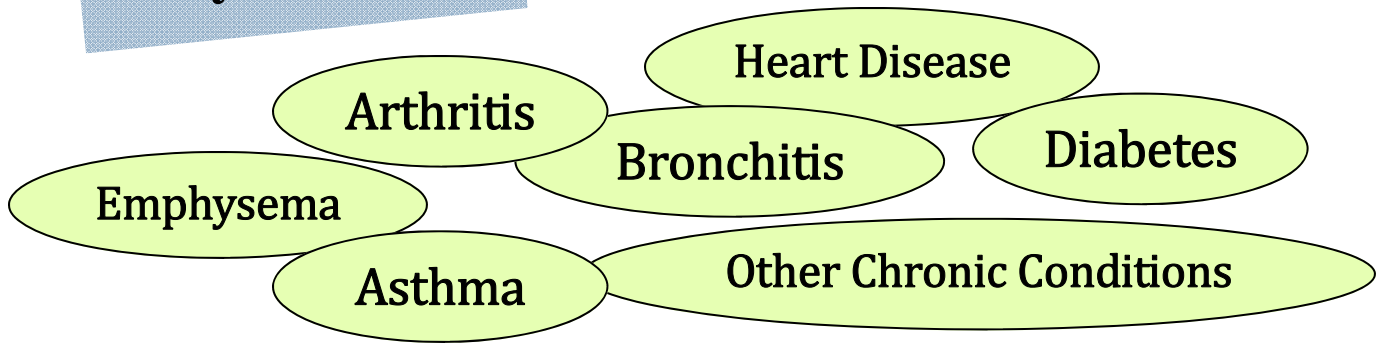 Heart Disease
Arthritis
Bronchitis
Diabetes
Emphysema
Asthma
Other Chronic Conditions